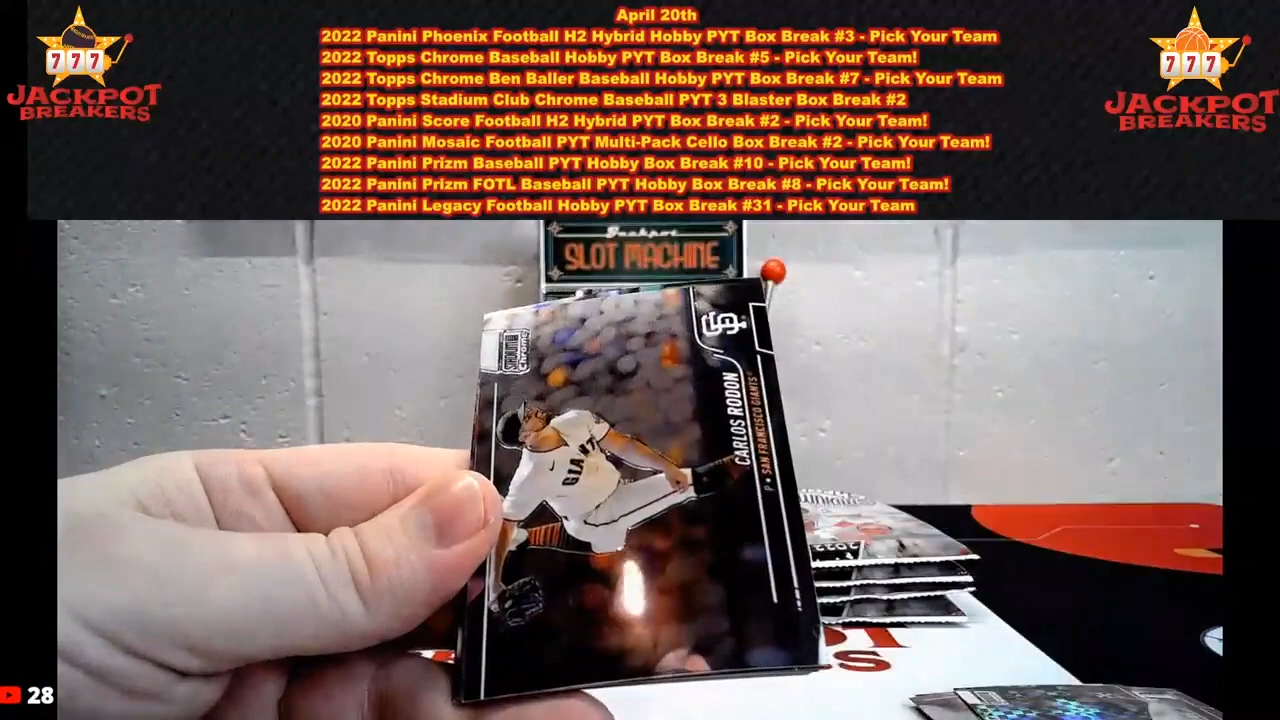 April 20th
2022 Panini Phoenix Football H2 Hybrid Hobby PYT Box Break #3 - Pick Your Team
2022 Topps Chrome Baseball Hobby PYT Box Break #5 - Pick Your Team!
2022 Topps Chrome Ben Baller Baseball Hobby PYT Box Break #7 - Pick Your Team
2022 Topps Stadium Club Chrome Baseball PYT 3 Blaster Box Break #2
2020 Panini Score Football H2 Hybrid PYT Box Break #2 - Pick Your Team!
2020 Panini Mosaic Football PYT Multi-Pack Cello Box Break #2 - Pick Your Team!
2022 Panini Prizm Baseball PYT Hobby Box Break #10 - Pick Your Team!
2022 Panini Prizm FOTL Baseball PYT Hobby Box Break #8 - Pick Your Team!
2022 Panini Legacy Football Hobby PYT Box Break #31 - Pick Your Team
777
JACKPOT
BREAKERS
777
JACKPOT
BREAKERS
Jackpot
SLOT MACHINE
Chrome
SF
CARLOS RODON
P • SAN FRANCISCO GIANTS
GIANTS
2022
28